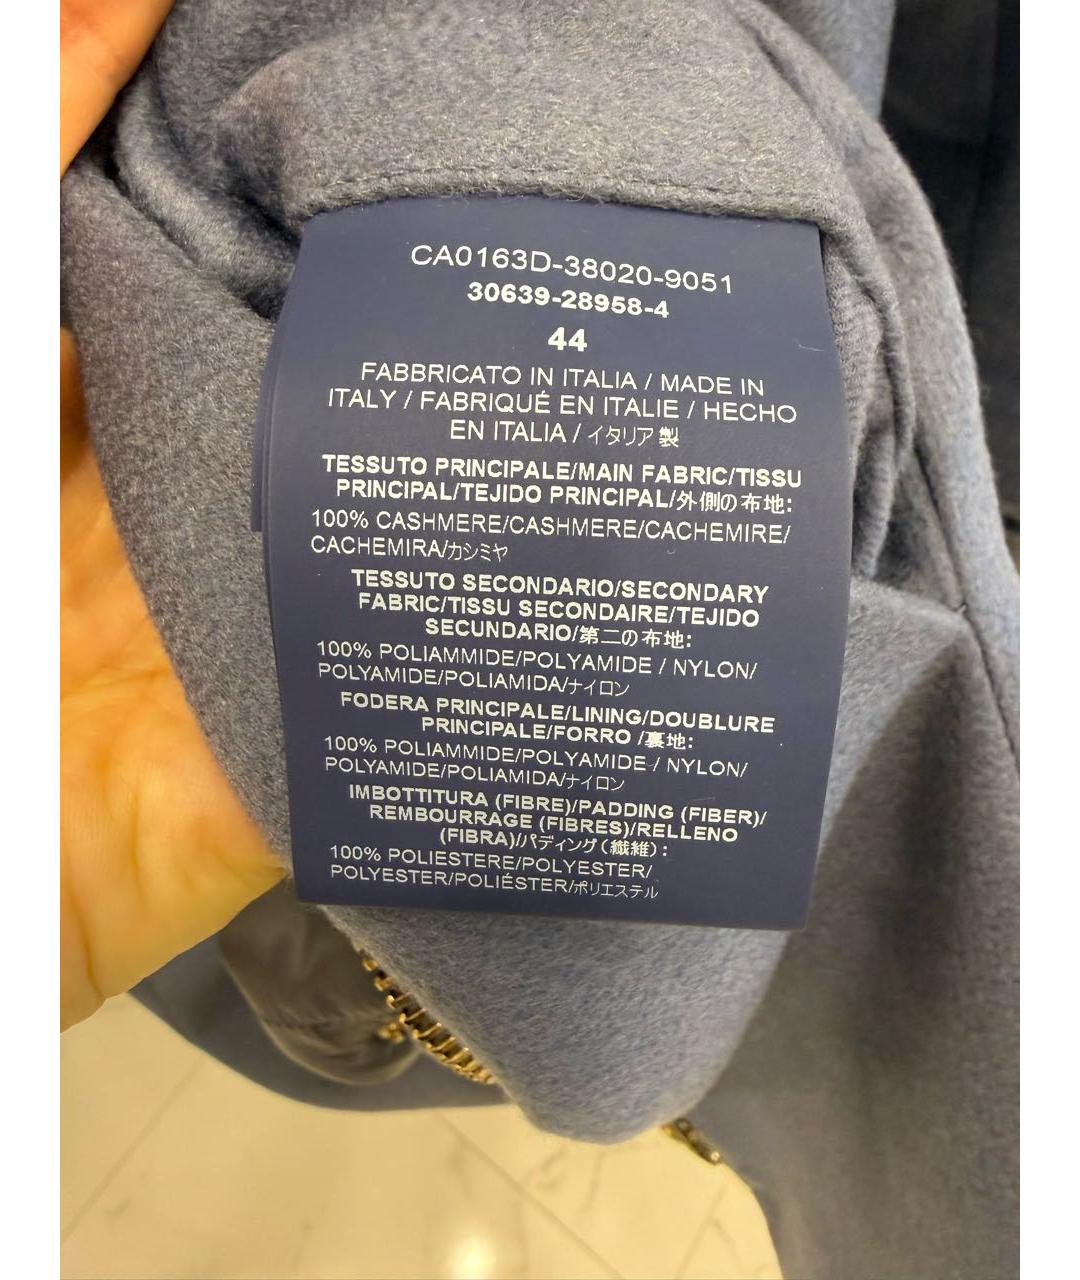 CA0163D-38020-9051
30639-28958-4
44
FABBRICATO IN ITALIA / MADE IN
ITALY / FABRIQUÉ EN ITALIE / HECHO
EN ITALIA / イタリア製
TESSUTO PRINCIPALE/MAIN FABRIC/TISSU
PRINCIPAL/TEJIDO PRINCIPAL/外側の布地:
100% CASHMERE/CASHMERE/CACHEMIRE/
CACHEMIRA/カシミヤ
TESSUTO SECONDARIO/SECONDARY
FABRIC/TISSU SECONDAIRE/TEJIDO
SECUNDARIO/第二の布地:
100% POLIAMMIDE/POLYAMIDE / NYLON/
POLYAMIDE/POLIAMIDA/ナイロン
FODERA PRINCIPALE/LINING/DOUBLURE
PRINCIPALE/FORRO /裏地:
100% POLIAMMIDE/POLYAMIDE / NYLON/
POLYAMIDE/POLIAMIDA/ナイロン
IMBOTTITURA (FIBRE)/PADDING (FIBER)/
REMBOURRAGE (FIBRES)/RELLENO
(FIBRA)/パディング(繊維):
100% POLIESTERE/POLYESTER/
POLYESTER/POLIÉSTER/ポリエステル